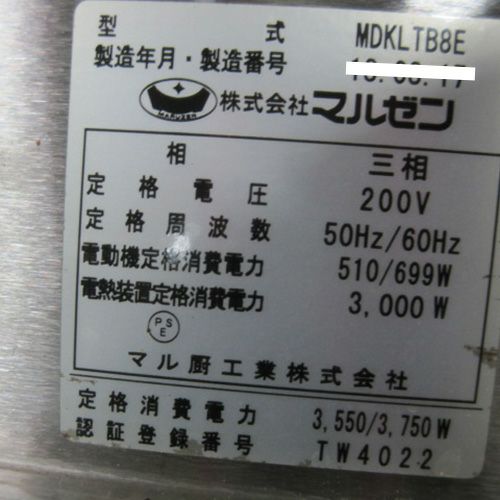 型式 MDKLTB8E
製造年月・製造番号
MARUZEN 株式会社マルゼン
相 三相
定格電圧 200V
定格周波数 50Hz/60Hz
電動機定格消費電力 510/699W
電熱装置定格消費電力 3,000W
PSE
マル厨工業株式会社
定格消費電力 3,550/3,750W
認証登録番号 TW4022